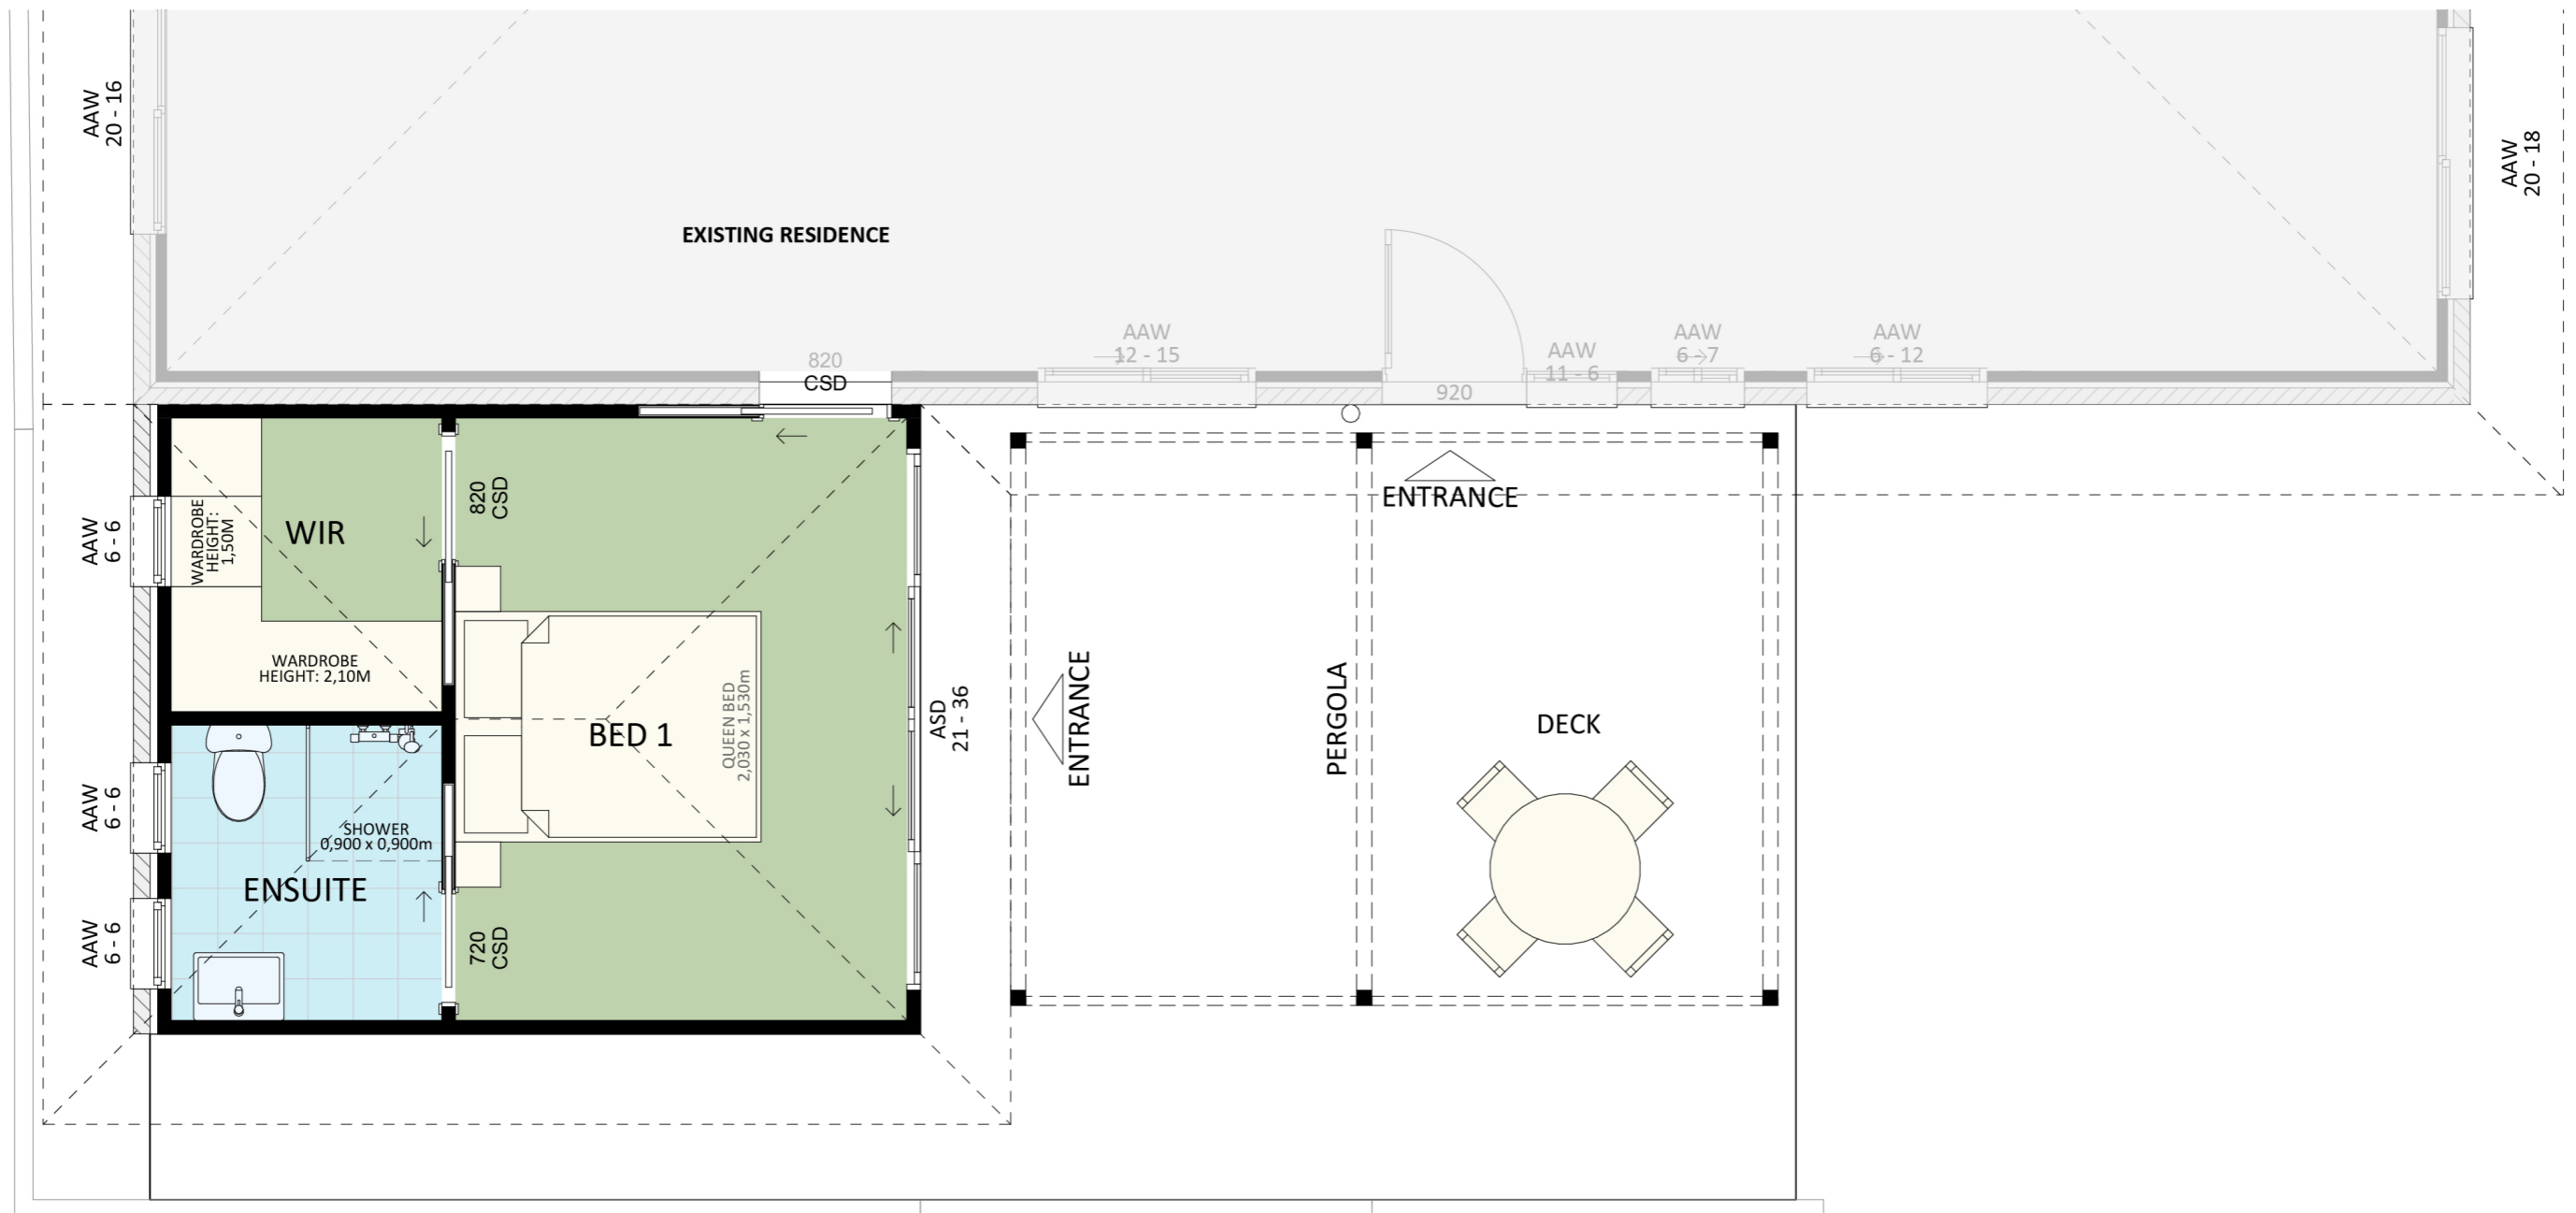 AAW
20 - 16
AAW
20 - 18
EXISTING RESIDENCE
820
CSD
AAW
12 - 15
920
AAW
11 - 6
AAW
6 - 7
AAW
6 - 12
AAW
6 - 6
WARDROBE
HEIGHT:
1,50M
WIR
820
CSD
WARDROBE
HEIGHT: 2,10M
ENTRANCE
ENTRANCE
PERGOLA
DECK
ASD
21 - 36
BED 1
QUEEN BED
2,030 x 1,530m
AAW
6 - 6
SHOWER
0,900 x 0,900m
ENSUITE
AAW
6 - 6
720
CSD